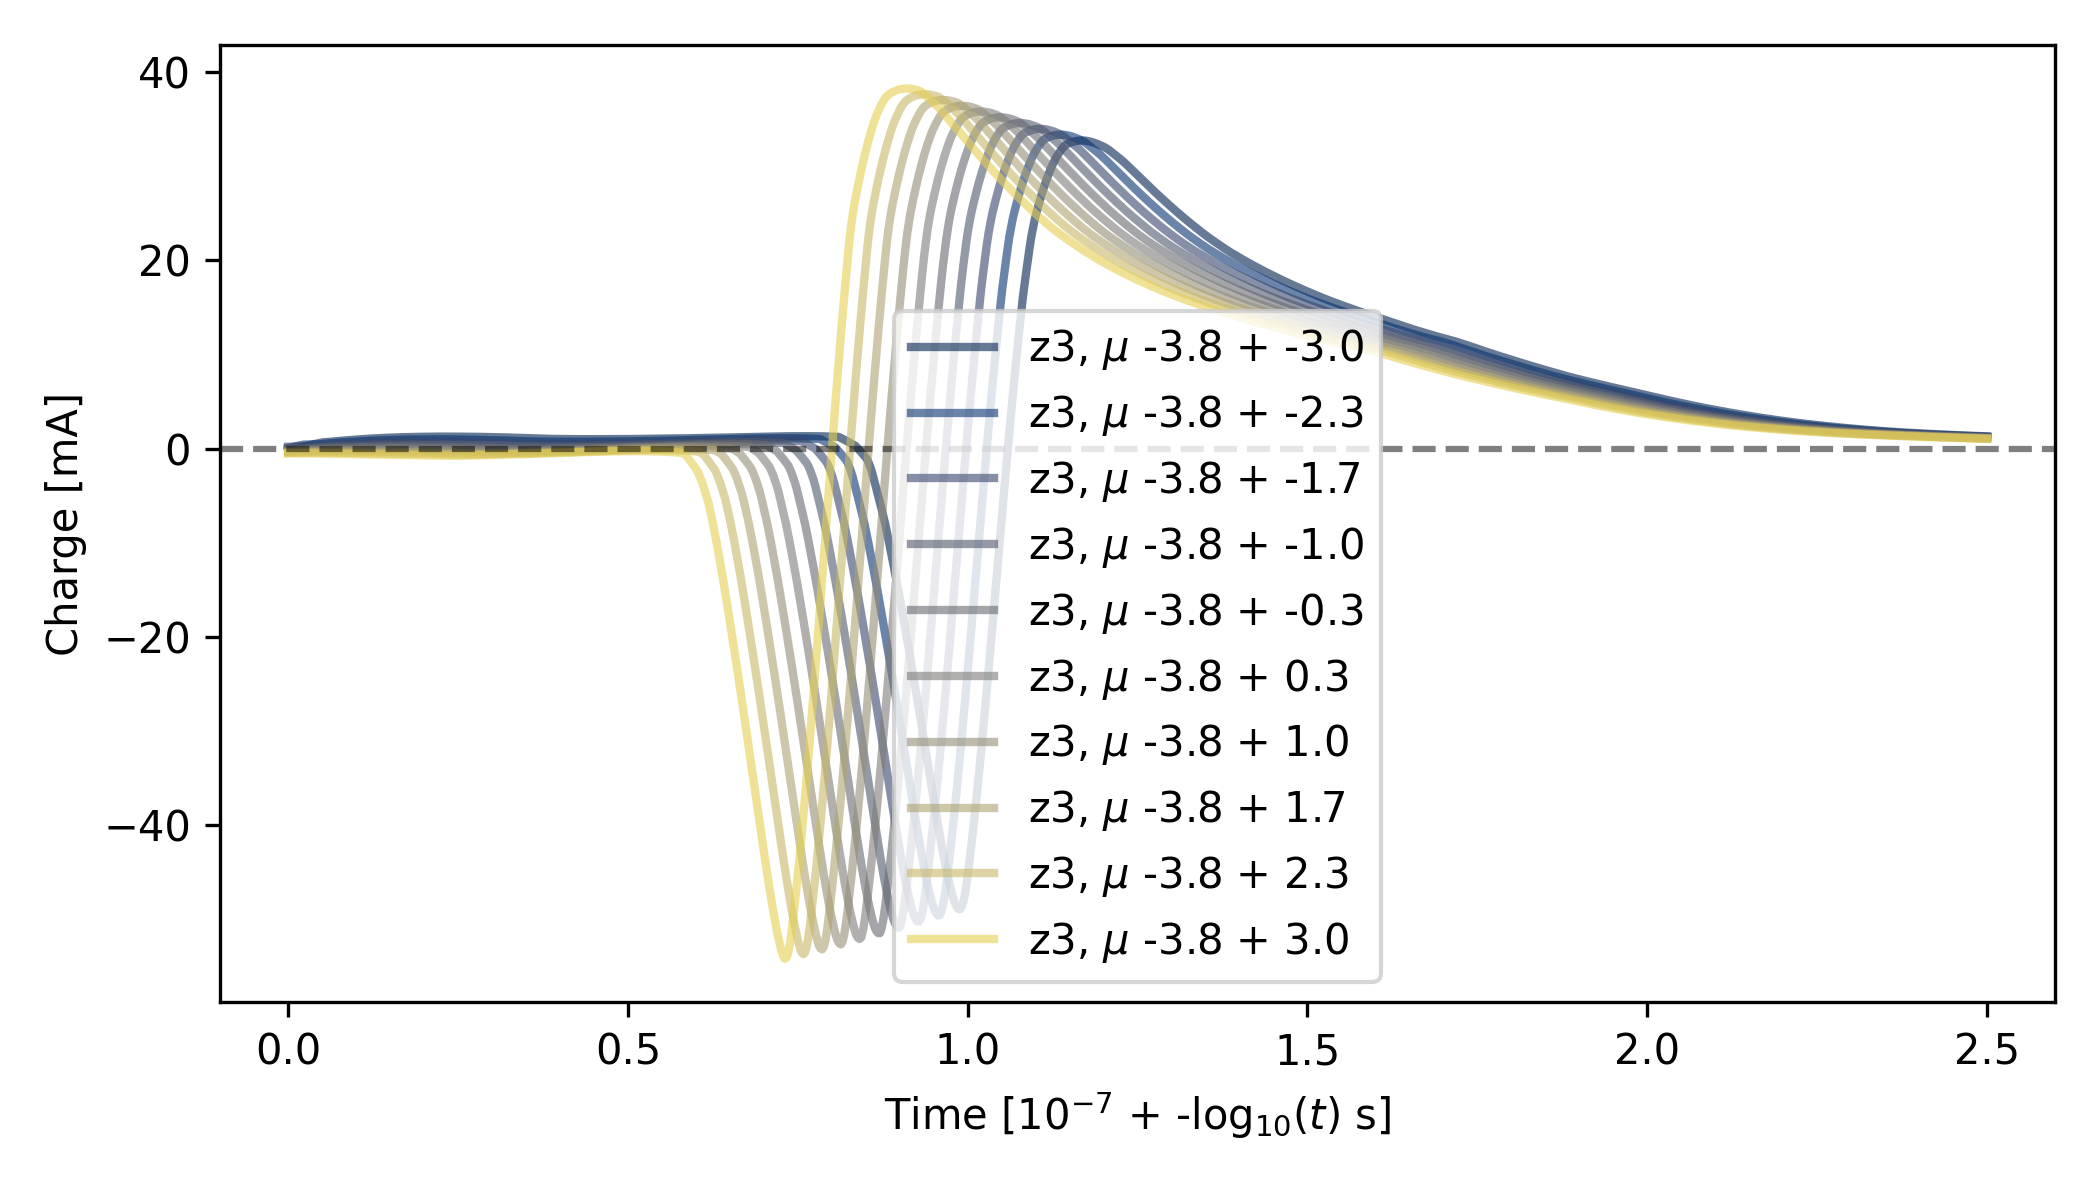 40
20
0
−20
−40
Charge [mA]
z3, μ -3.8 + -3.0
z3, μ -3.8 + -2.3
z3, μ -3.8 + -1.7
z3, μ -3.8 + -1.0
z3, μ -3.8 + -0.3
z3, μ -3.8 + 0.3
z3, μ -3.8 + 1.0
z3, μ -3.8 + 1.7
z3, μ -3.8 + 2.3
z3, μ -3.8 + 3.0
0.0 0.5 1.0 1.5 2.0 2.5
Time [10⁻⁷ + -log₁₀(t) s]